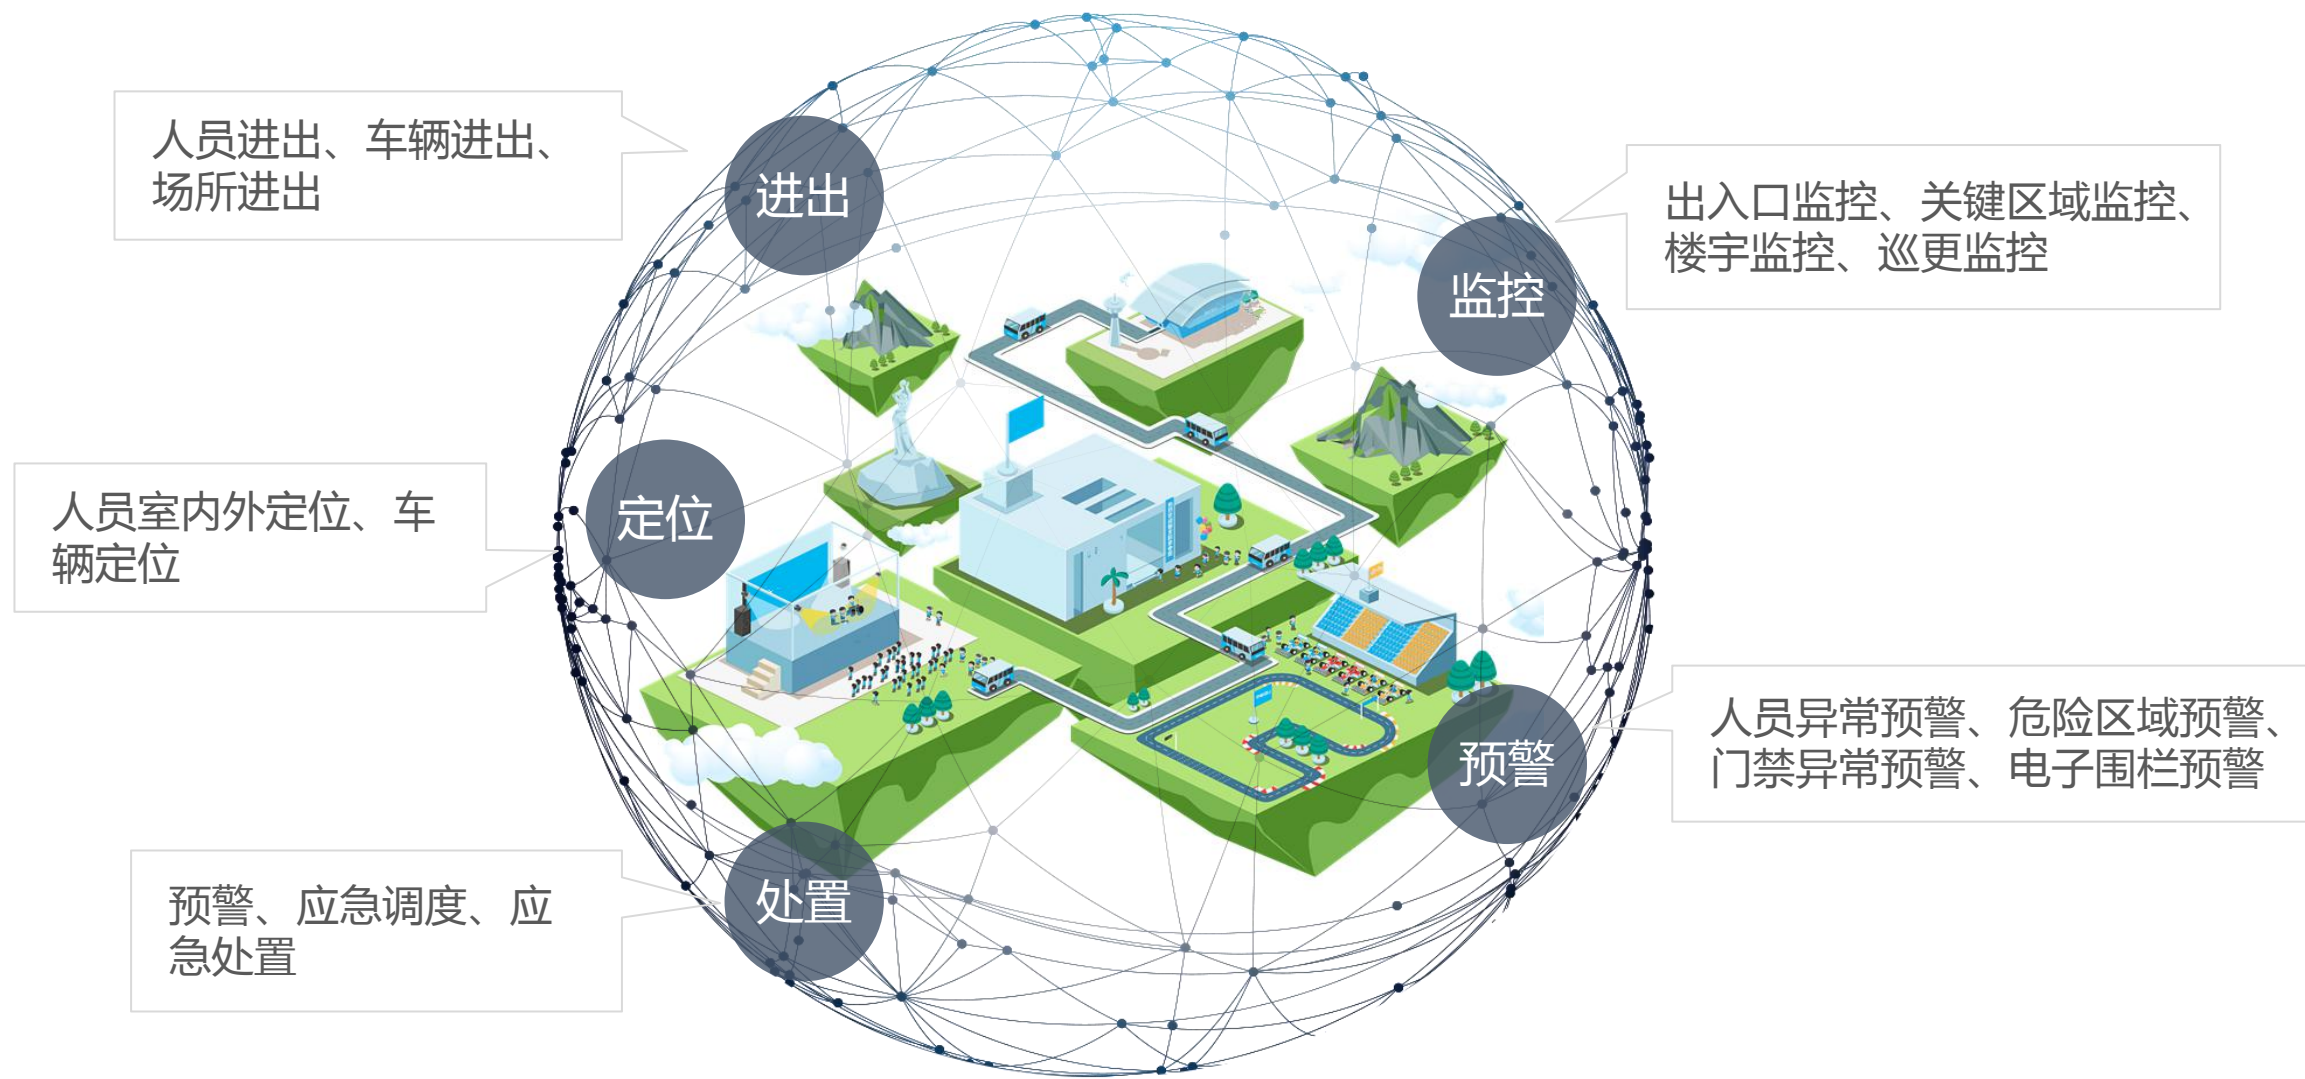 人员进出、车辆进出、
场所进出
进出
出入口监控、关键区域监控、
楼宇监控、巡更监控
监控
人员室内外定位、车
辆定位
定位
人员异常预警、危险区域预警、
门禁异常预警、电子围栏预警
预警
预警、应急调度、应
急处置
处置